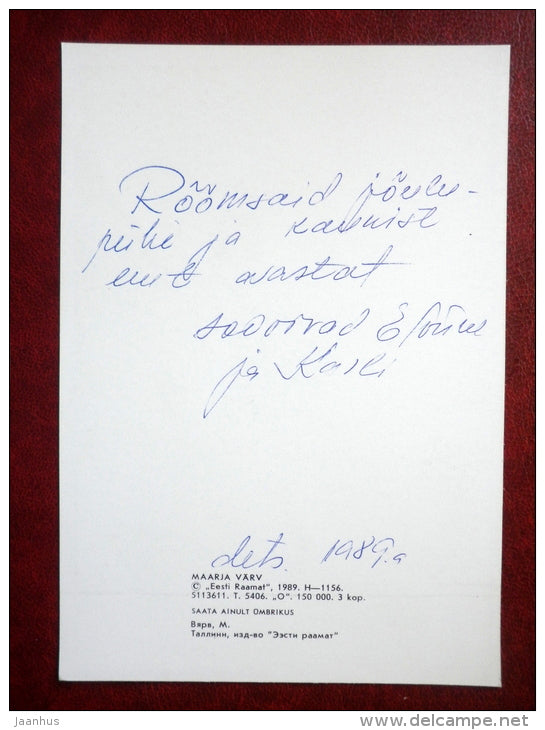 Rõõmsaid jõulu-
pühi ja kaunist
uut aastat
soovivad
ja
dets. 1989.a
MAARJA VÄRV
© „Eesti Raamat", 1989. H—1156.
5113611. T. 5406. „O". 150 000. 3 kop.
SAATA AINULT ÜMBRIKUS
Вярв, М.
Таллинн, изд-во "Ээсти раамат"
jaanhus
www.delcampe.net